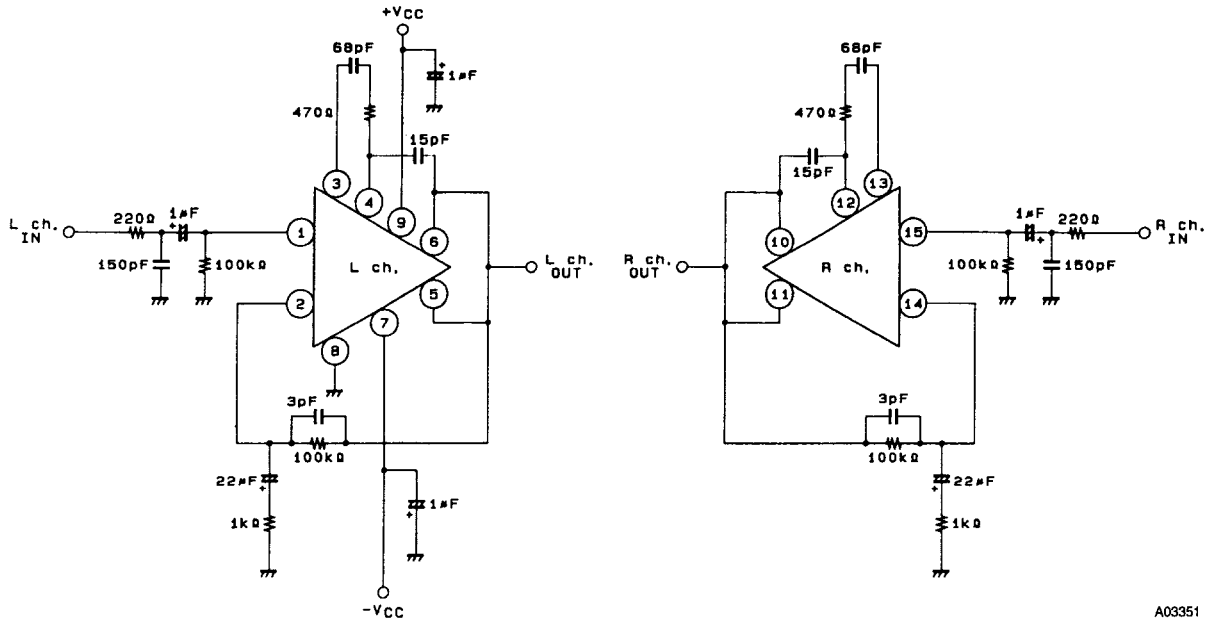 +VCC
68pF
1µF
470Ω
15pF
3
4
9
6
1
L ch.
IN
220Ω
1µF
+
150pF
100kΩ
L ch.
L ch.
OUT
2
5
7
8
3pF
100kΩ
22µF
+
1kΩ
1µF
+
-VCC
68pF
470Ω
15pF
13
12
10
15
1µF
+
220Ω
R ch.
IN
R ch.
OUT
R ch.
100kΩ
150pF
11
14
3pF
100kΩ
22µF
+
1kΩ
A03351